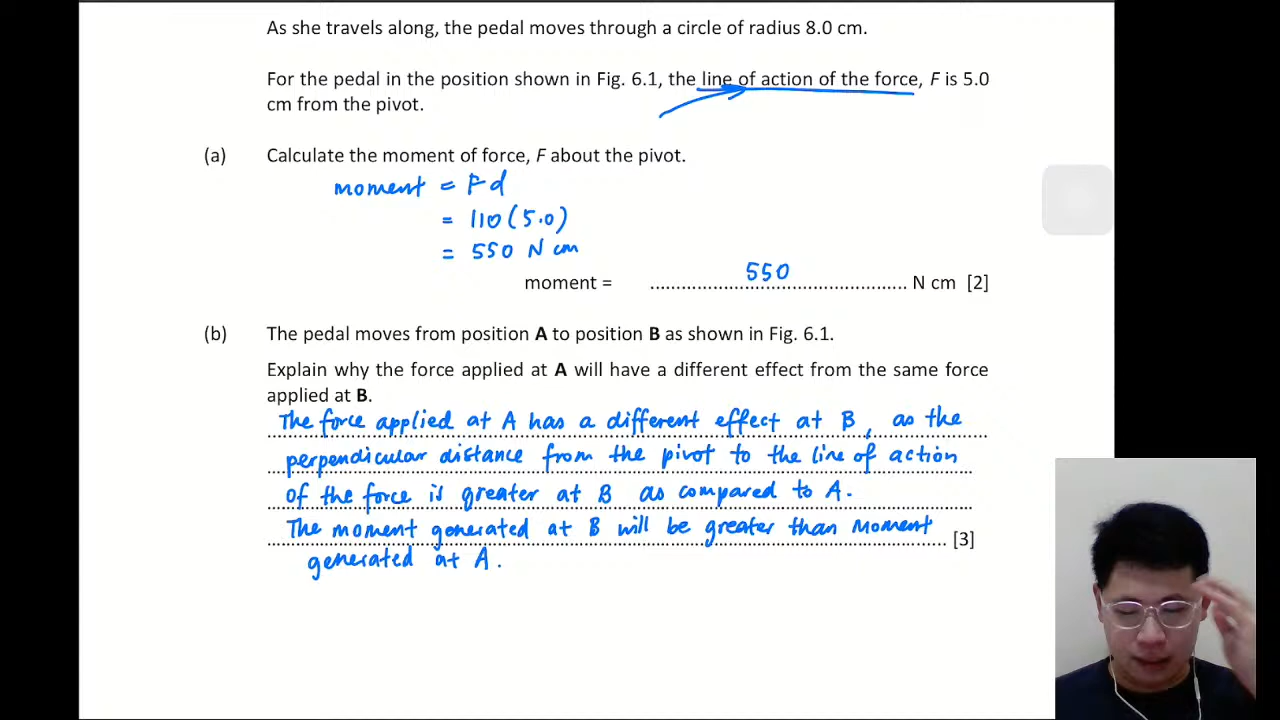 As she travels along, the pedal moves through a circle of radius 8.0 cm.
For the pedal in the position shown in Fig. 6.1, the line of action of the force, F is 5.0
cm from the pivot.
(a) Calculate the moment of force, F about the pivot.
moment = Fd
= 110(5.0)
= 550 N cm
moment = ........550........ N cm [2]
(b) The pedal moves from position A to position B as shown in Fig. 6.1.
Explain why the force applied at A will have a different effect from the same force
applied at B.
The force applied at A has a different effect at B, as the
perpendicular distance from the pivot to the line of action
of the force is greater at B as compared to A.
The moment generated at B will be greater than moment [3]
generated at A.